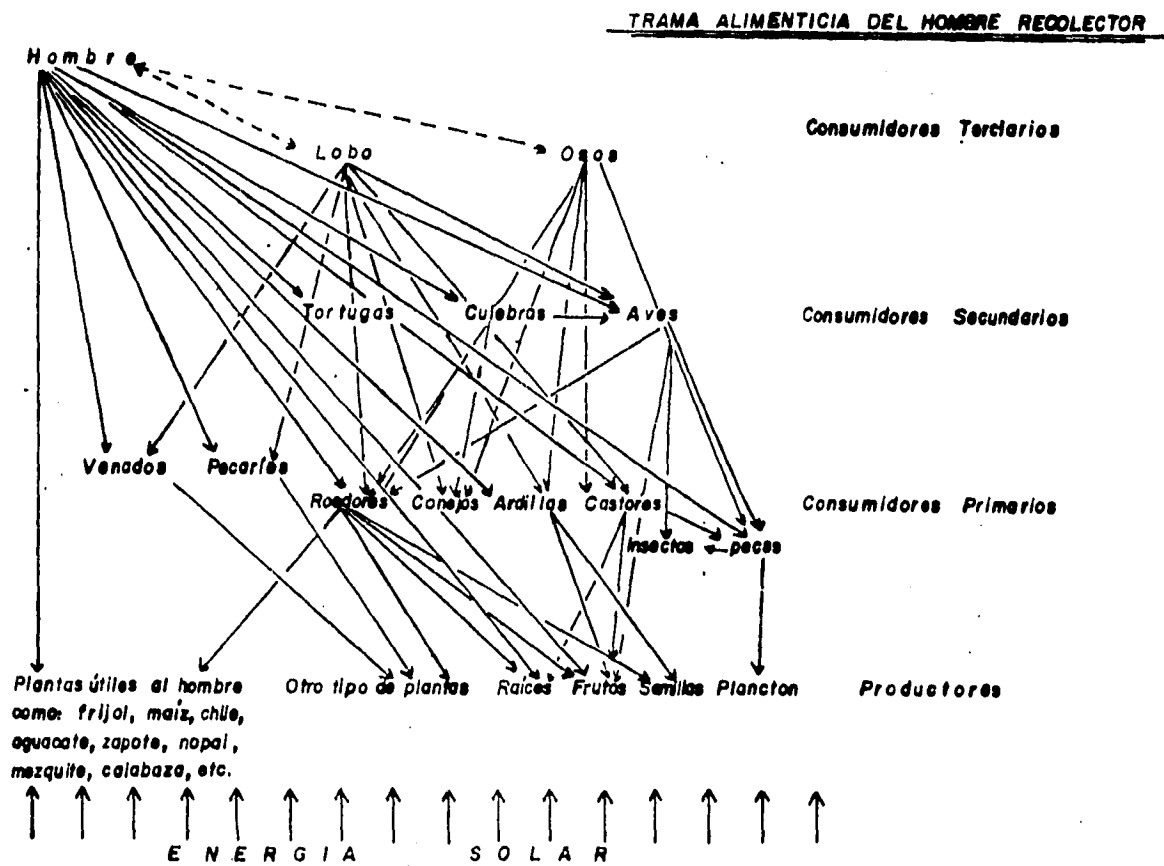 TRAMA ALIMENTICIA DEL HOMBRE RECOLECTOR
Hombre
Consumidores Terciarios
Lobo Osos
Tortugas Culebras Aves Consumidores Secundarios
Venados Pecaríes
Roedores Conejos Ardillas Castores Consumidores Primarios
Insectos peces
Plantas útiles al hombre Otro tipo de plantas Raíces Frutos Semillas Plancton Productores
como: frijol, maíz, chile,
aguacate, zapote, nopal,
mezquite, calabaza, etc.
ENERGIA SOLAR